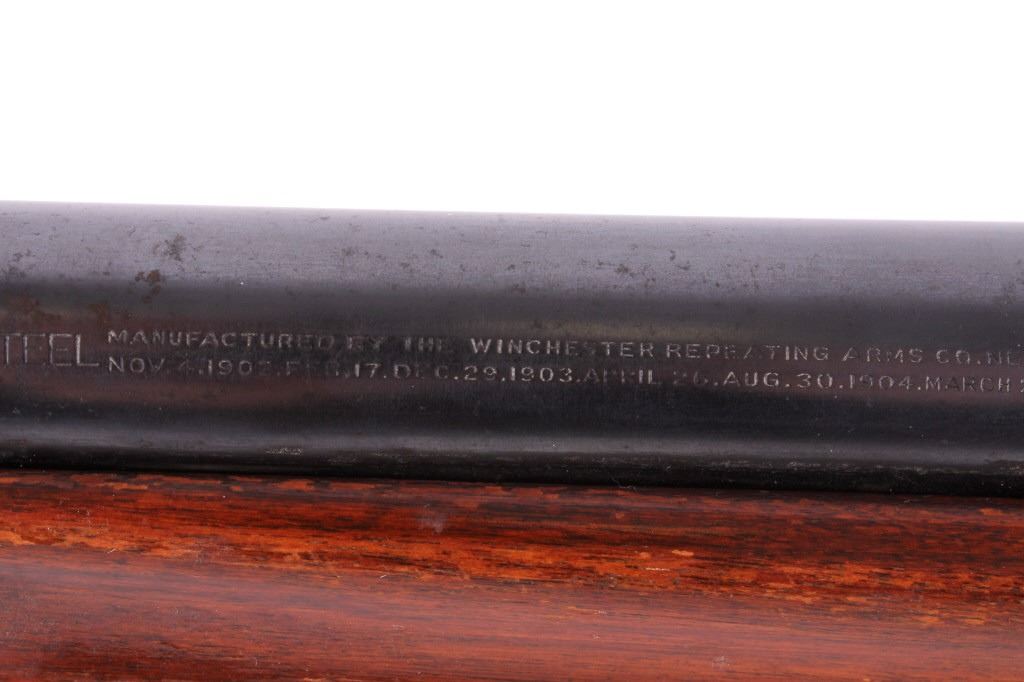 TEEL
MANUFACTURED BY THE WINCHESTER REPEATING ARMS CO. NE
NOV. 4. 1902. FEB. 17. DEC. 29. 1903. APRIL 26. AUG. 30. 1904. MARCH